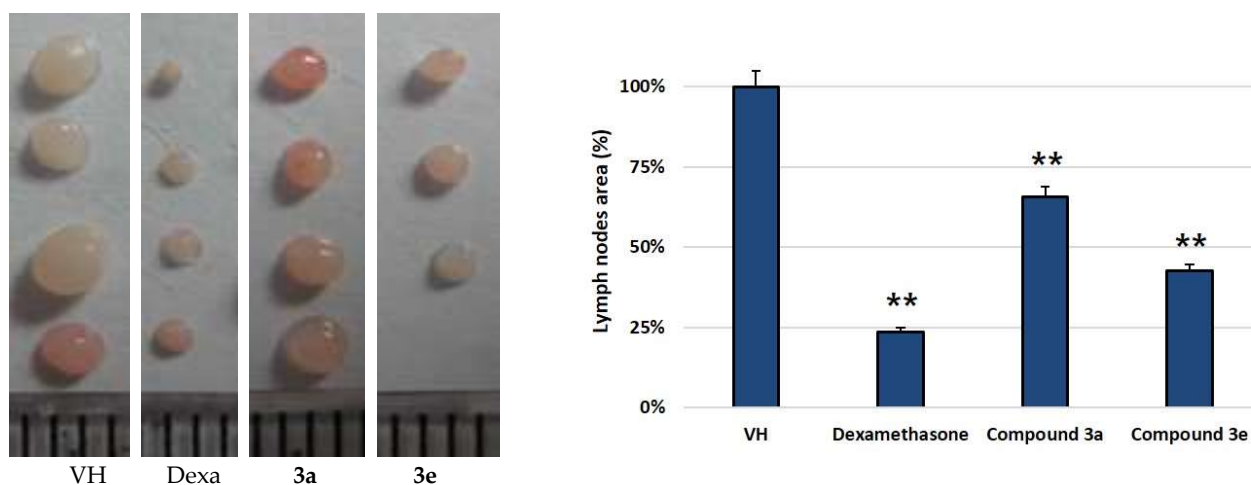 VH Dexa 3a 3e
Lymph nodes area (%)
100%
75%
50%
25%
0%
**
**
**
VH Dexamethasone Compound 3a Compound 3e